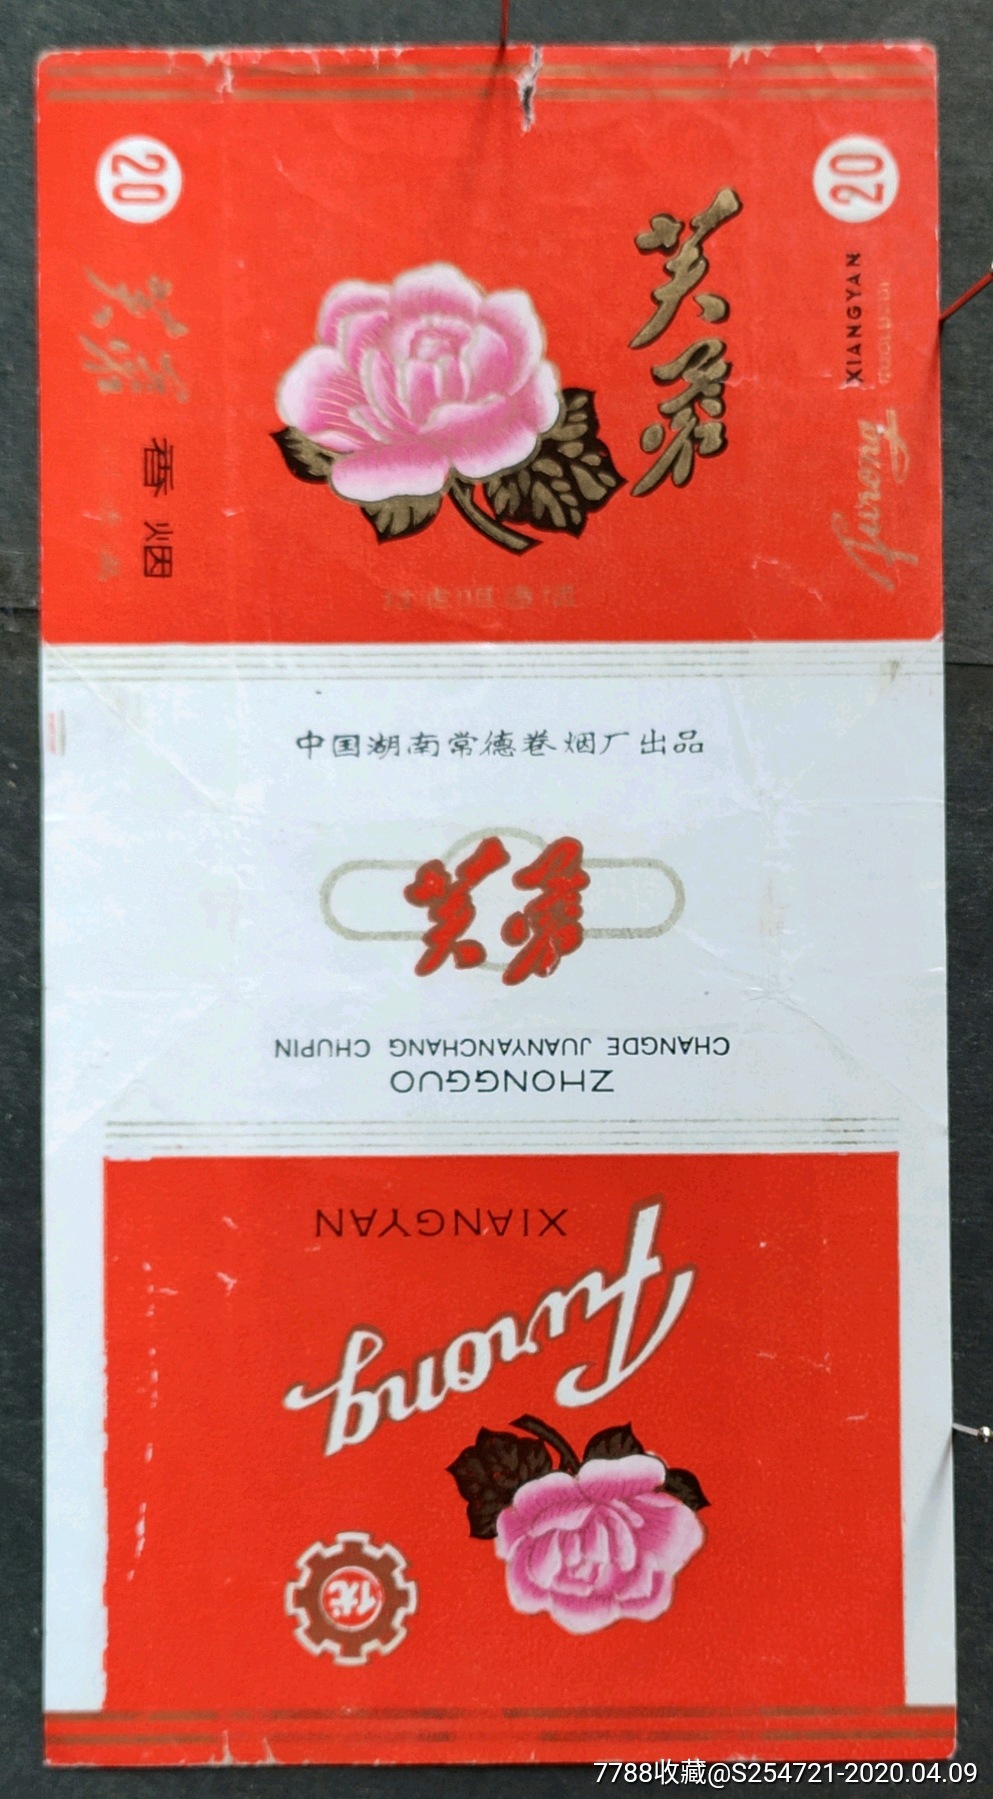 20
芙蓉
香烟
芙蓉
20
XIANGYAN
Furong
中国湖南常德卷烟厂出品
芙蓉
ZHONGGUO
CHANGDE JUANYANCHANG CHUPIN
XIANGYAN
Furong
优
7788收藏@S254721-2020.04.09